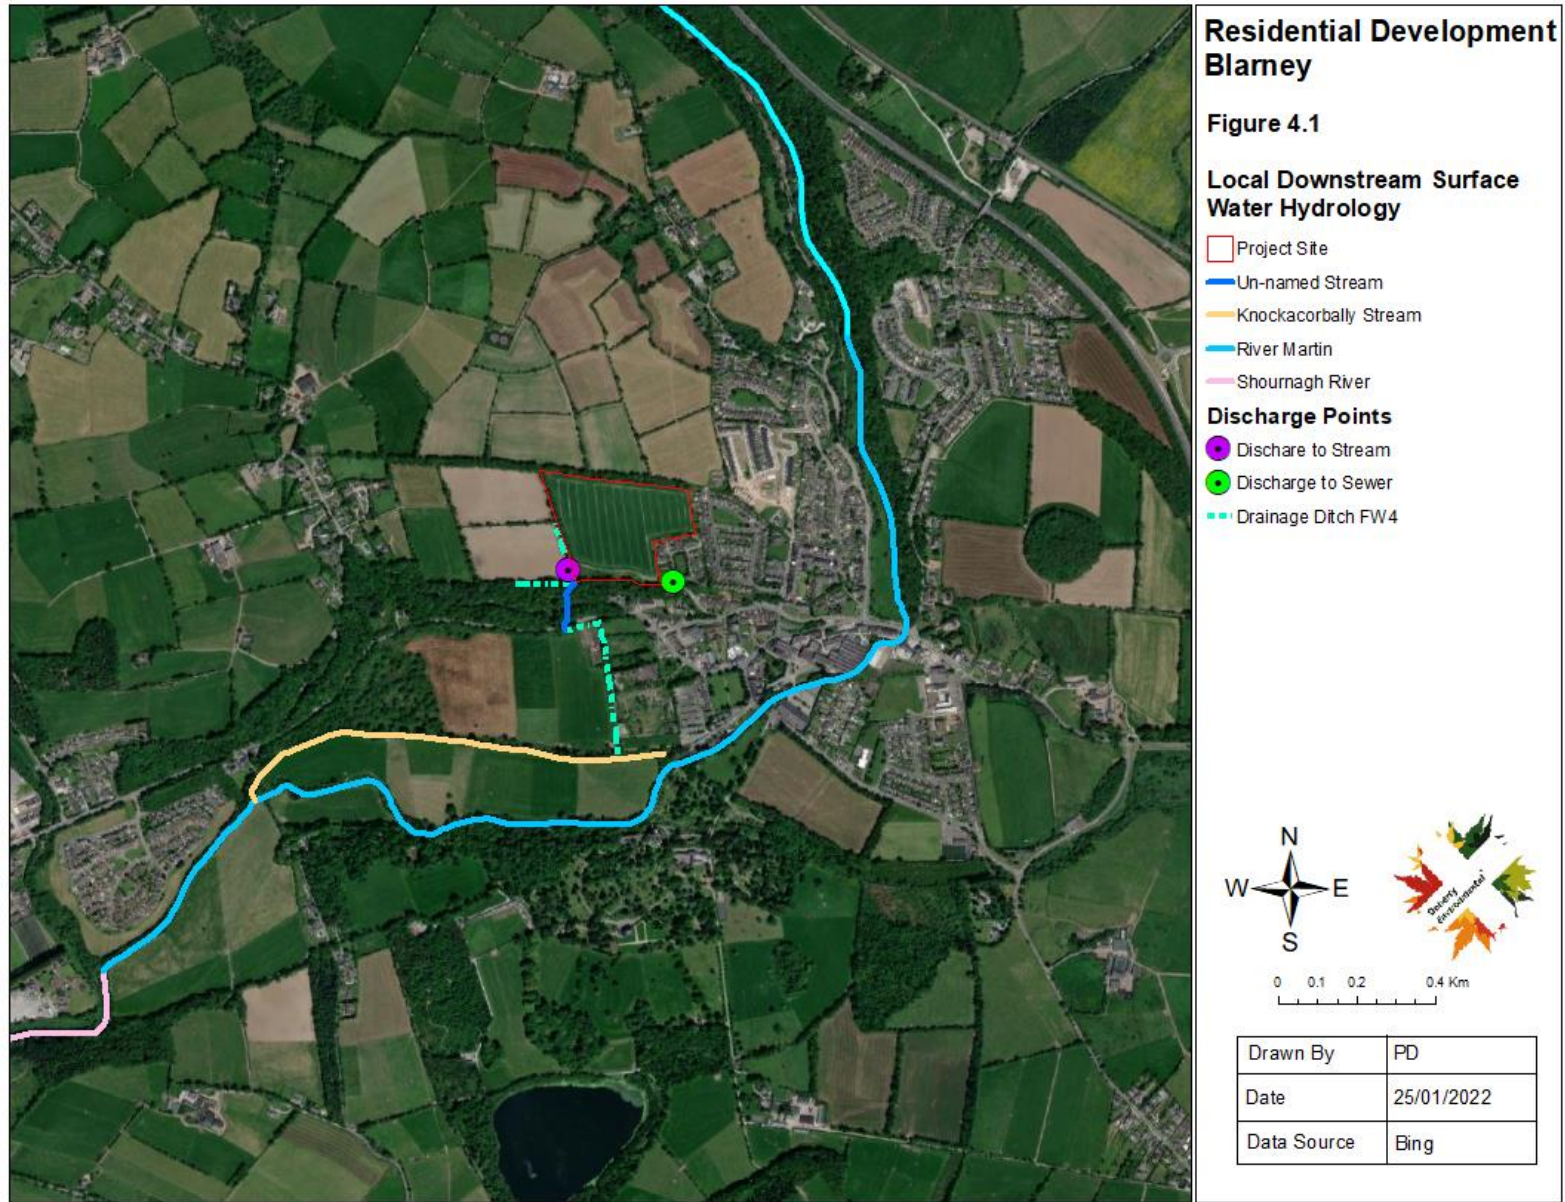 Residential Development
Blarney
Figure 4.1
Local Downstream Surface
Water Hydrology
Project Site
Un-named Stream
Knockacorbally Stream
River Martin
Shournagh River
Discharge Points
Dischare to Stream
Discharge to Sewer
Drainage Ditch FW4
N
W E
S
Doherty
Environmental
0 0.1 0.2 0.4 Km
Drawn By PD
Date 25/01/2022
Data Source Bing